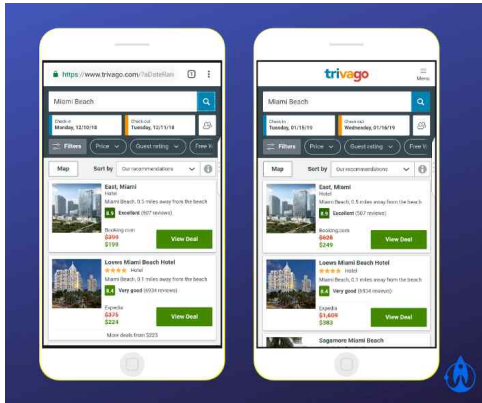 https://www.trivago.com/?aDateRan
1
Miami Beach
Check in
Monday, 12/10/18
Check out
Tuesday, 12/11/18
Filters
Price
Guest rating
Free W
Map
Sort by
Our recommendations
East, Miami
Hotel
Miami Beach, 0.5 miles away from the beach
8.9 Excellent (507 reviews)
Booking.com
$399
$199
View Deal
Loews Miami Beach Hotel
Hotel
Miami Beach, 0.1 miles away from the beach
8.4 Very good (6934 reviews)
Expedia
$375
$224
View Deal
More deals from $223
trivago
Menu
Miami Beach
Check in
Tuesday, 01/15/19
Check out
Wednesday, 01/16/19
Filters
Price
Guest rating
Free W
Map
Sort by
Our recommendations
East, Miami
Hotel
Miami Beach, 0.5 miles away from the beach
8.9 Excellent (507 reviews)
Booking.com
$628
$249
View Deal
Loews Miami Beach Hotel
Hotel
Miami Beach, 0.1 miles away from the beach
8.4 Very good (6934 reviews)
Expedia
$1,609
$383
View Deal
Sagamore Miami Beach